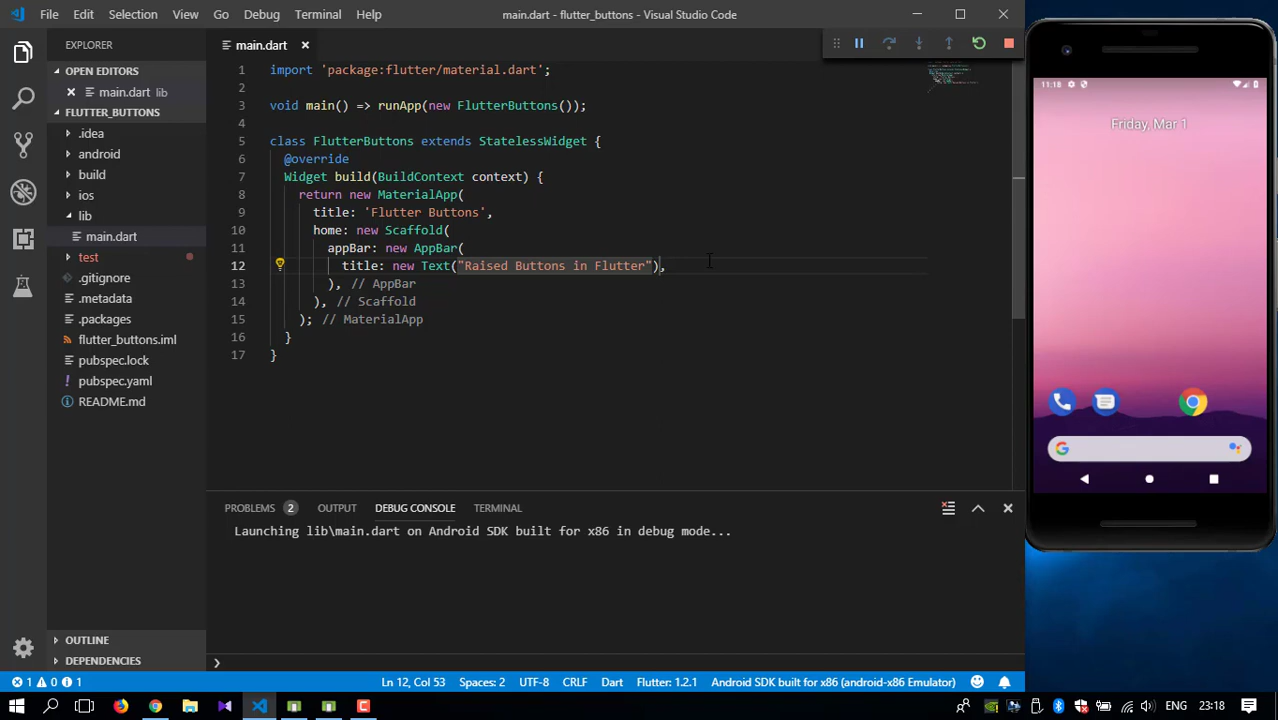 File Edit Selection View Go Debug Terminal Help
main.dart - flutter_buttons - Visual Studio Code
EXPLORER
OPEN EDITORS
main.dart lib
FLUTTER_BUTTONS
.idea
android
build
ios
lib
main.dart
test
.gitignore
.metadata
.packages
flutter_buttons.iml
pubspec.lock
pubspec.yaml
README.md
OUTLINE
DEPENDENCIES
main.dart
1 import 'package:flutter/material.dart';
2
3 void main() => runApp(new FlutterButtons());
4
5 class FlutterButtons extends StatelessWidget {
6 @override
7 Widget build(BuildContext context) {
8 return new MaterialApp(
9 title: 'Flutter Buttons',
10 home: new Scaffold(
11 appBar: new AppBar(
12 title: new Text("Raised Buttons in Flutter"),
13 ), // AppBar
14 ), // Scaffold
15 ); // MaterialApp
16 }
17 }
PROBLEMS 2 OUTPUT DEBUG CONSOLE TERMINAL
Launching lib\main.dart on Android SDK built for x86 in debug mode...
1 0 1 Ln 12, Col 53 Spaces: 2 UTF-8 CRLF Dart Flutter: 1.2.1 Android SDK built for x86 (android-x86 Emulator)
11:18
Friday, Mar 1
ENG 23:18